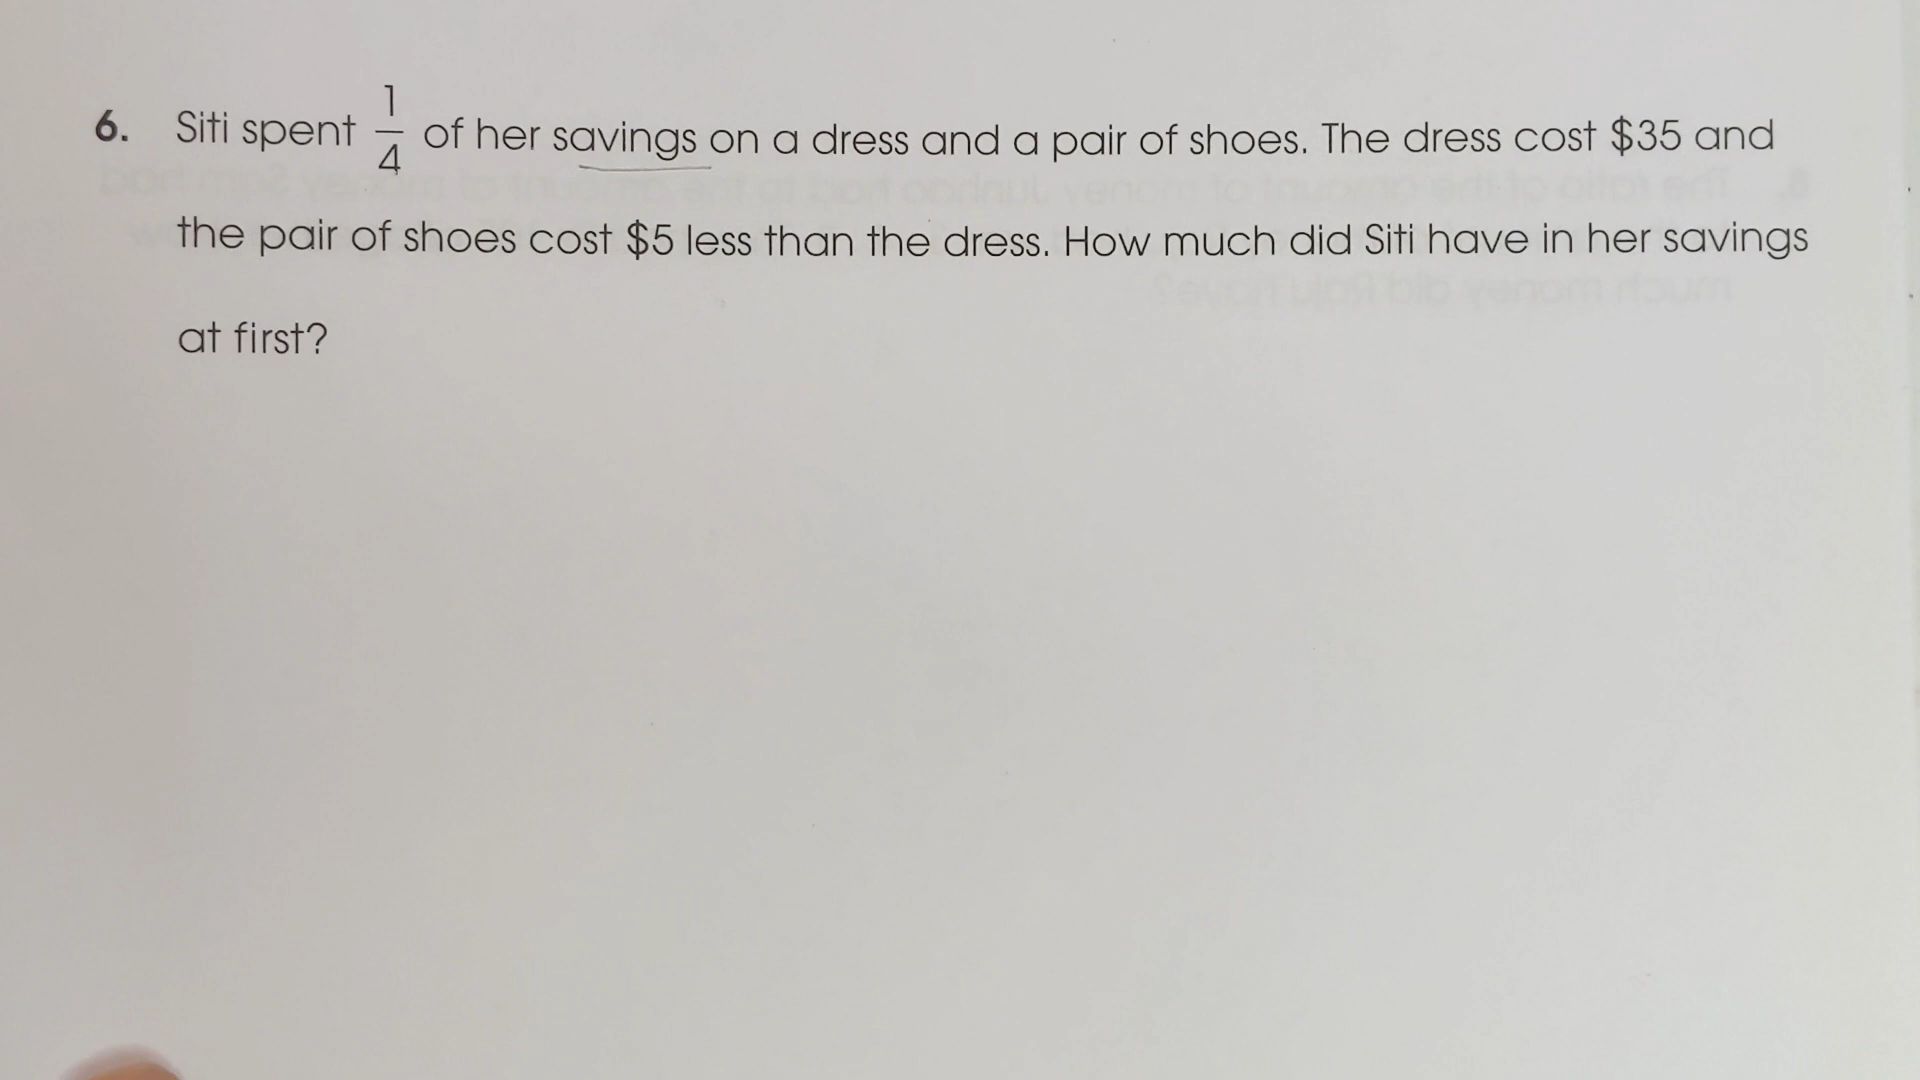 6. Siti spent 1/4 of her savings on a dress and a pair of shoes. The dress cost $35 and
the pair of shoes cost $5 less than the dress. How much did Siti have in her savings
at first?